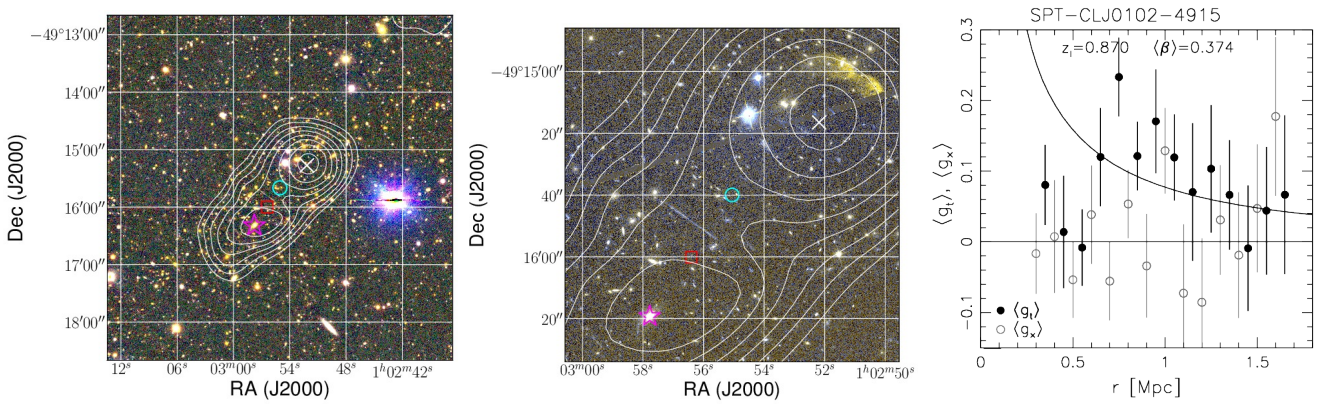 −49°13′00″
14′00″
15′00″
16′00″
17′00″
18′00″
Dec (J2000)
12ˢ
06ˢ
03ᵐ00ˢ
54ˢ
48ˢ
1ʰ02ᵐ42ˢ
RA (J2000)
−49°15′00″
20″
40″
16′00″
20″
Dec (J2000)
03ᵐ00ˢ
58ˢ
56ˢ
54ˢ
52ˢ
1ʰ02ᵐ50ˢ
RA (J2000)
SPT-CLJ0102-4915
z_l=0.870 ⟨β⟩=0.374
0.3
0.2
0.1
0
−0.1
⟨g_t⟩, ⟨g_x⟩
⟨g_t⟩
⟨g_x⟩
0
0.5
1
1.5
r [Mpc]